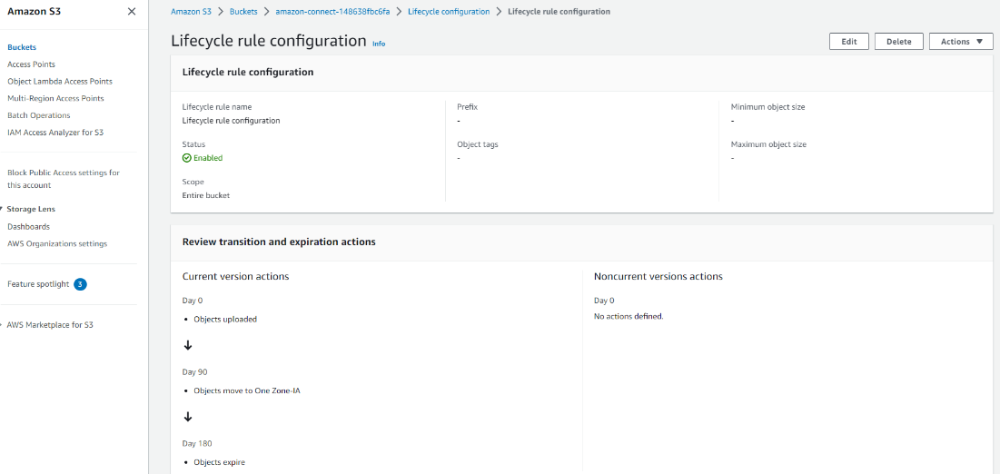 Amazon S3
Buckets
Access Points
Object Lambda Access Points
Multi-Region Access Points
Batch Operations
IAM Access Analyzer for S3
Block Public Access settings for
this account
Storage Lens
Dashboards
AWS Organizations settings
Feature spotlight 3
AWS Marketplace for S3
Amazon S3 > Buckets > amazon-connect-148638fbc6fa > Lifecycle configuration > Lifecycle rule configuration
Lifecycle rule configuration Info
Edit Delete Actions
Lifecycle rule configuration
Lifecycle rule name
Lifecycle rule configuration
Status
Enabled
Scope
Entire bucket
Prefix
-
Object tags
-
Minimum object size
-
Maximum object size
-
Review transition and expiration actions
Current version actions
Day 0
Objects uploaded
Day 90
Objects move to One Zone-IA
Day 180
Objects expire
Noncurrent versions actions
Day 0
No actions defined.